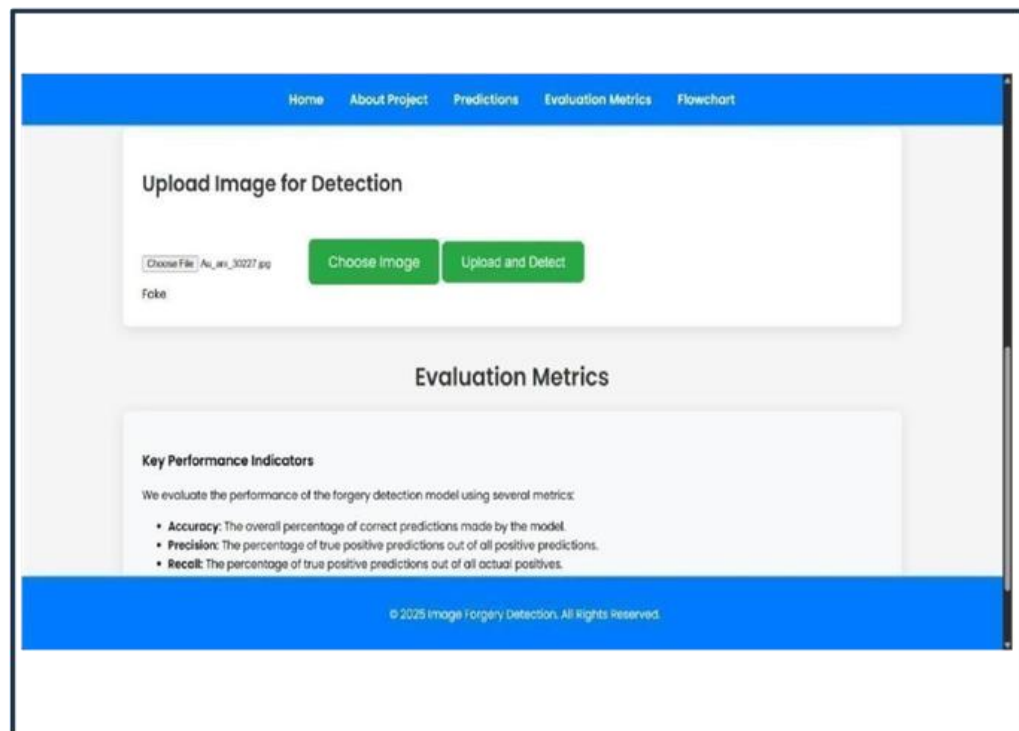 Home About Project Predictions Evaluation Metrics Flowchart
Upload Image for Detection
Choose File Au_ani_30227.jpg Choose Image Upload and Detect
Fake
Evaluation Metrics
Key Performance Indicators
We evaluate the performance of the forgery detection model using several metrics:
• Accuracy: The overall percentage of correct predictions made by the model.
• Precision: The percentage of true positive predictions out of all positive predictions.
• Recall: The percentage of true positive predictions out of all actual positives.
© 2025 Image Forgery Detection. All Rights Reserved.